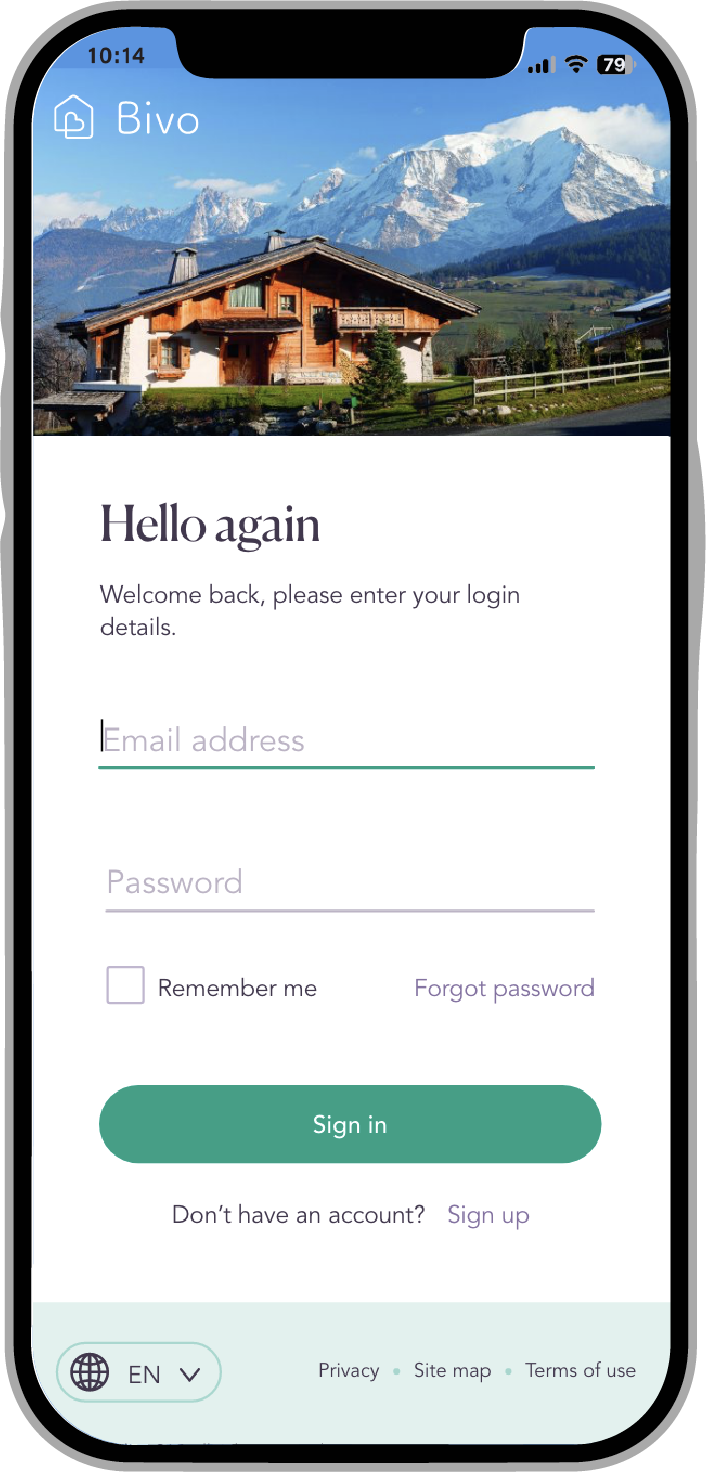 10:14
79
Bivo
Hello again
Welcome back, please enter your login
details.
Email address
Password
Remember me
Forgot password
Sign in
Don’t have an account? Sign up
EN
Privacy • Site map • Terms of use